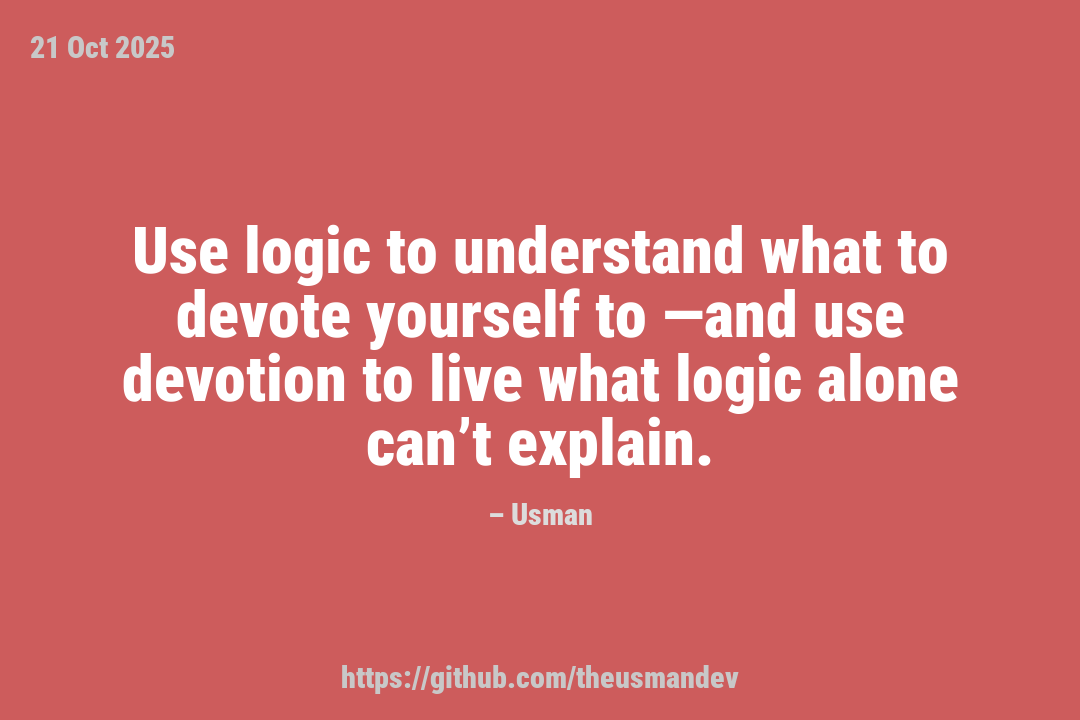 21 Oct 2025
Use logic to understand what to
devote yourself to —and use
devotion to live what logic alone
can’t explain.
– Usman
https://github.com/theusmandev